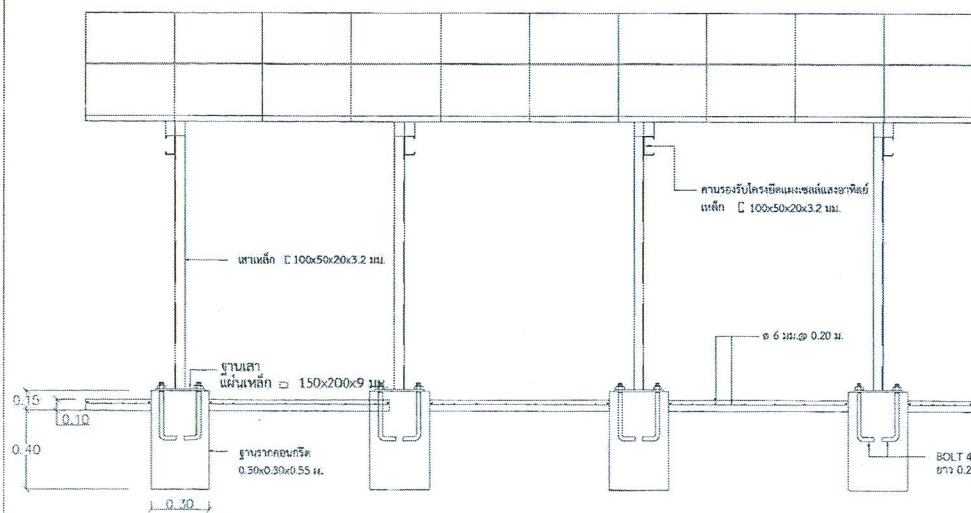 คานรองรับโครงยึดแผงเซลล์แสงอาทิตย์
เหล็ก [ 100x50x20x3.2 มม.
เสาเหล็ก [ 100x50x20x3.2 มม.
ø 6 มม.@ 0.20 ม.
ฐานเสา
แผ่นเหล็ก 150x200x9 มม
0.15
0.10
0.40
ฐานรากคอนกรีต
0.30x0.30x0.55 ม.
BOLT 4
ยาว 0.2
0.30